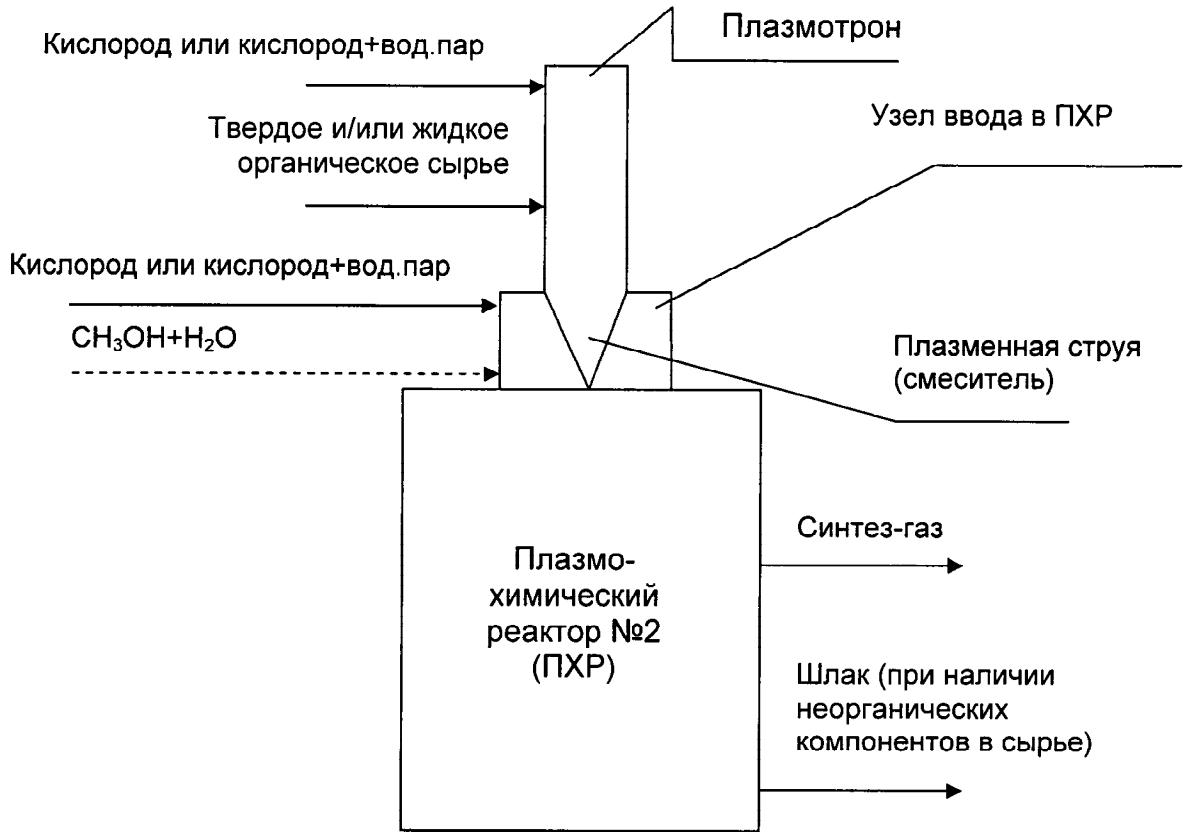 Кислород или кислород+вод.пар
Плазмотрон
Твердое и/или жидкое
органическое сырье
Узел ввода в ПХР
Кислород или кислород+вод.пар
CH₃OH+H₂O
Плазменная струя
(смеситель)
Плазмо-
химический
реактор №2
(ПХР)
Синтез-газ
Шлак (при наличии
неорганических
компонентов в сырье)